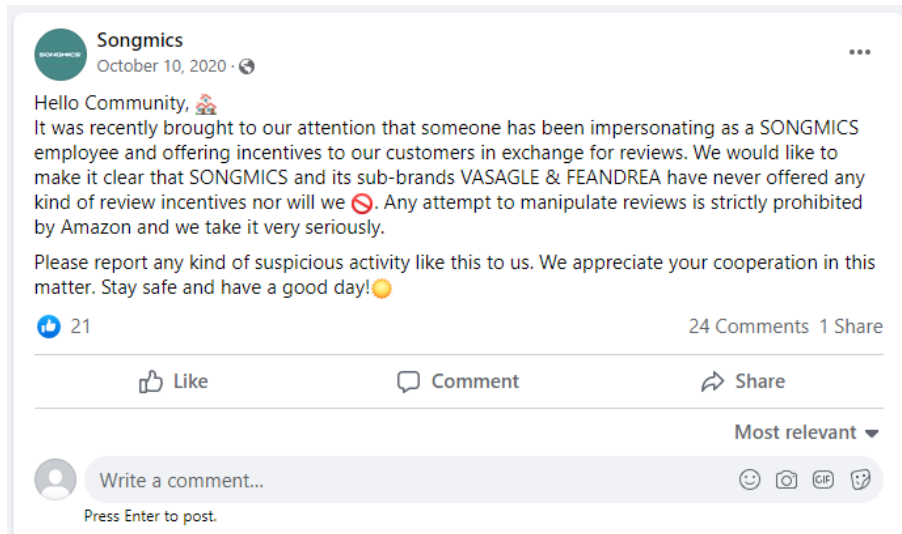 SONGMICS
Songmics
October 10, 2020 ·
Hello Community, 🏘️
It was recently brought to our attention that someone has been impersonating as a SONGMICS
employee and offering incentives to our customers in exchange for reviews. We would like to
make it clear that SONGMICS and its sub-brands VASAGLE & FEANDREA have never offered any
kind of review incentives nor will we 🚫. Any attempt to manipulate reviews is strictly prohibited
by Amazon and we take it very seriously.
Please report any kind of suspicious activity like this to us. We appreciate your cooperation in this
matter. Stay safe and have a good day!☀️
21
24 Comments 1 Share
Like
Comment
Share
Most relevant
Write a comment...
GIF
Press Enter to post.